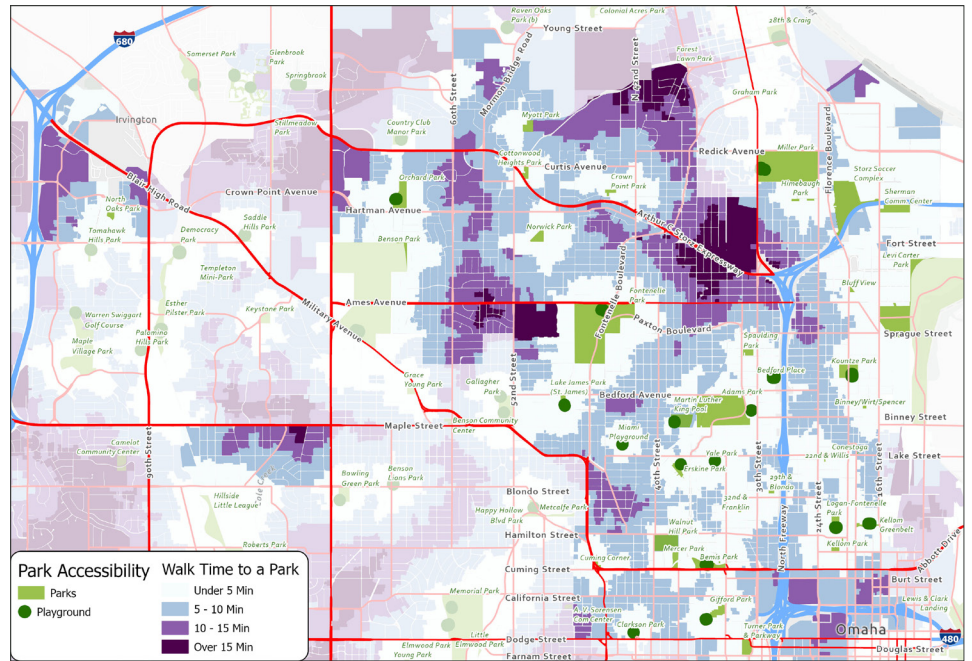 680
Raven Oaks
Park (b)
Colonial Acres Park
28th & Craig
Young Street
Somerset Park
Glenbrook
Park
Springbrook
Mormon Bridge Road
60th Street
N 42nd Street
Forest
Lawn Park
Graham Park
Irvington
Stillmeadow
Park
Country Club
Manor Park
Myott Park
Florence Boulevard
Redick Avenue
Miller Park
Cottonwood
Heights Park
Curtis Avenue
Storz Soccer
Complex
Orchard Park
Crown
Point Park
Himebaugh
Park
Blair High Road
Crown Point Avenue
Sherman
Comm Center
North
Oaks Park
Hartman Avenue
Saddle
Hills Park
Arthur C Storz Expressway
Norwick Park
Tomahawk
Hills Park
Democracy
Park
Benson Park
Fort Street
Levi Carter
Park
Fontenelle Boulevard
Templeton
Mini-Park
Bluff View
Fontenelle
Park
Esther
Pilster Park
Keystone Park
Ames Avenue
Military Avenue
Warren Swiggart
Golf Course
Paxton Boulevard
Sprague Street
Palomino
Hills Park
Spaulding
Park
Maple
Village Park
Kountze Park
Grace
Young Park
Gallagher
Park
52nd Street
Bedford Place
Lake James Park
(St. James)
Bedford Avenue
Adams Park
Martin Luther
King Pool
Binney/Wirt/Spencer
Binney Street
Maple Street
Benson Community
Center
Miami
Playground
Camelot
Community Center
90th Street
Conestoga
22nd & Willis
Lake Street
Yale Park
Erskine Park
40th Street
30th Street
16th Street
Cole Creek
Bowling
Green Park
Benson
Lions Park
29th &
Blondo
24th Street
Blondo Street
32nd &
Franklin
Hillside
Little League
Happy Hollow
Blvd Park
Metcalfe Park
Logan-Fontenelle
Park
Kellom
Greenbelt
Walnut
Hill Park
Hamilton Street
North Freeway
Kellom Park
Roberts Park
Mercer Park
Abbott Drive
Cuming Corner
Bemis Park
Cuming Street
Burt Street
Memorial Park
California Street
Gifford Park
Lewis & Clark
Landing
A. V. Sorensen
Com Center
Clarkson Park
Turner Park
& Parkway
Omaha
480
Little
Elmwood Park
Dodge Street
Elmwood Park
Young Park
Farnam Street
Douglas Street
Park Accessibility
Parks
Playground
Walk Time to a Park
Under 5 Min
5 - 10 Min
10 - 15 Min
Over 15 Min